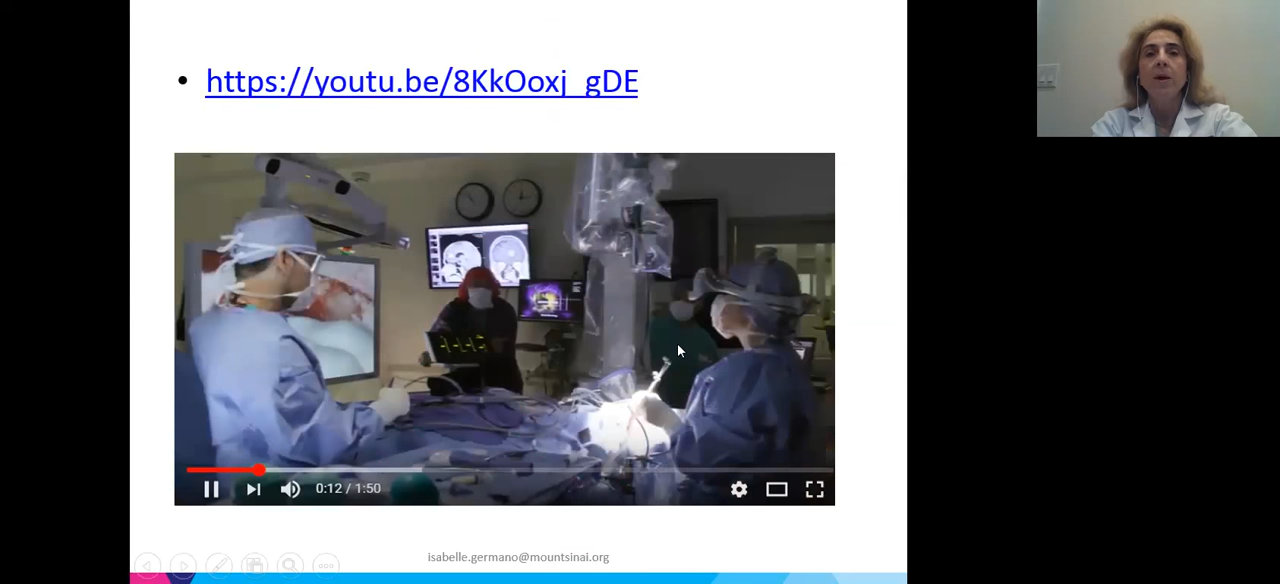 • https://youtu.be/8KkOoxj_gDE
0:12 / 1:50
isabelle.germano@mountsinai.org